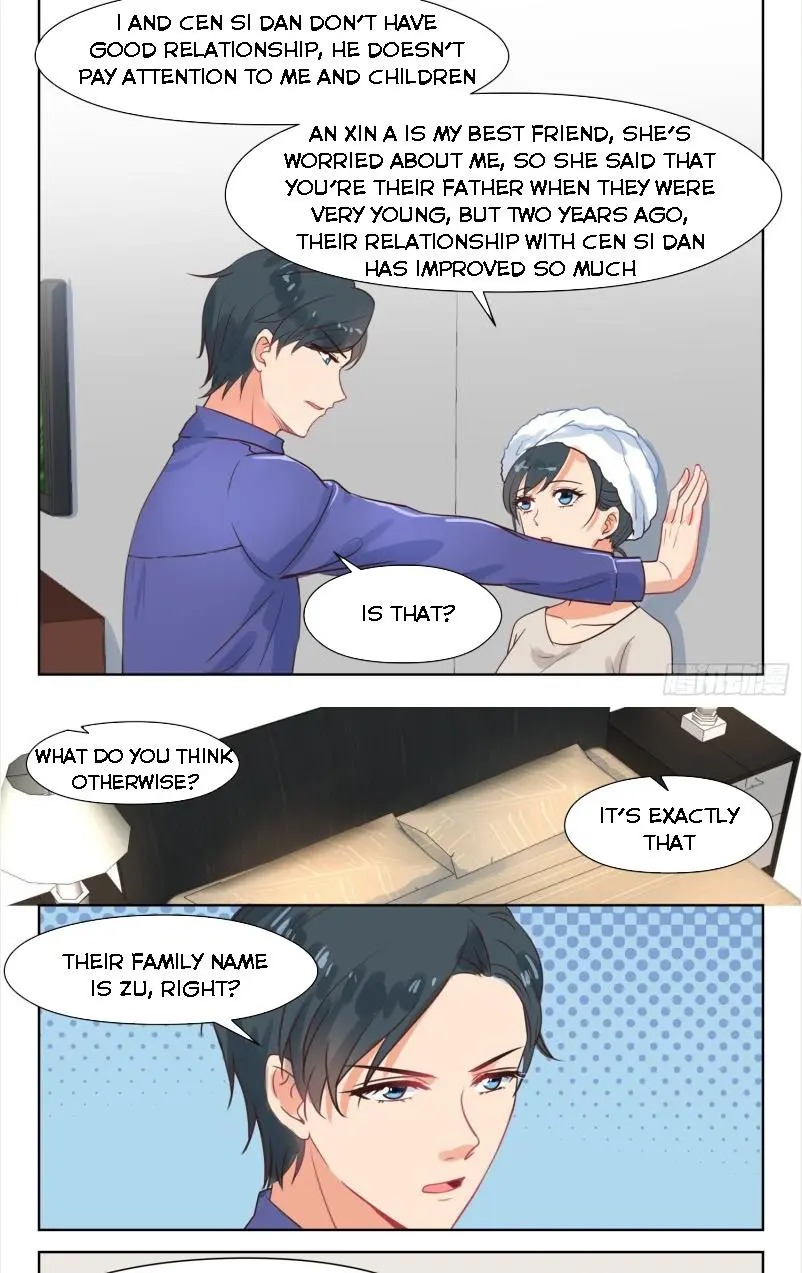 I AND CEN SI DAN DON'T HAVE
GOOD RELATIONSHIP, HE DOESN'T
PAY ATTENTION TO ME AND CHILDREN
AN XIN A IS MY BEST FRIEND, SHE'S
WORRIED ABOUT ME, SO SHE SAID THAT
YOU'RE THEIR FATHER WHEN THEY WERE
VERY YOUNG, BUT TWO YEARS AGO,
THEIR RELATIONSHIP WITH CEN SI DAN
HAS IMPROVED SO MUCH
IS THAT?
WHAT DO YOU THINK
OTHERWISE?
IT'S EXACTLY
THAT
THEIR FAMILY NAME
IS ZU, RIGHT?